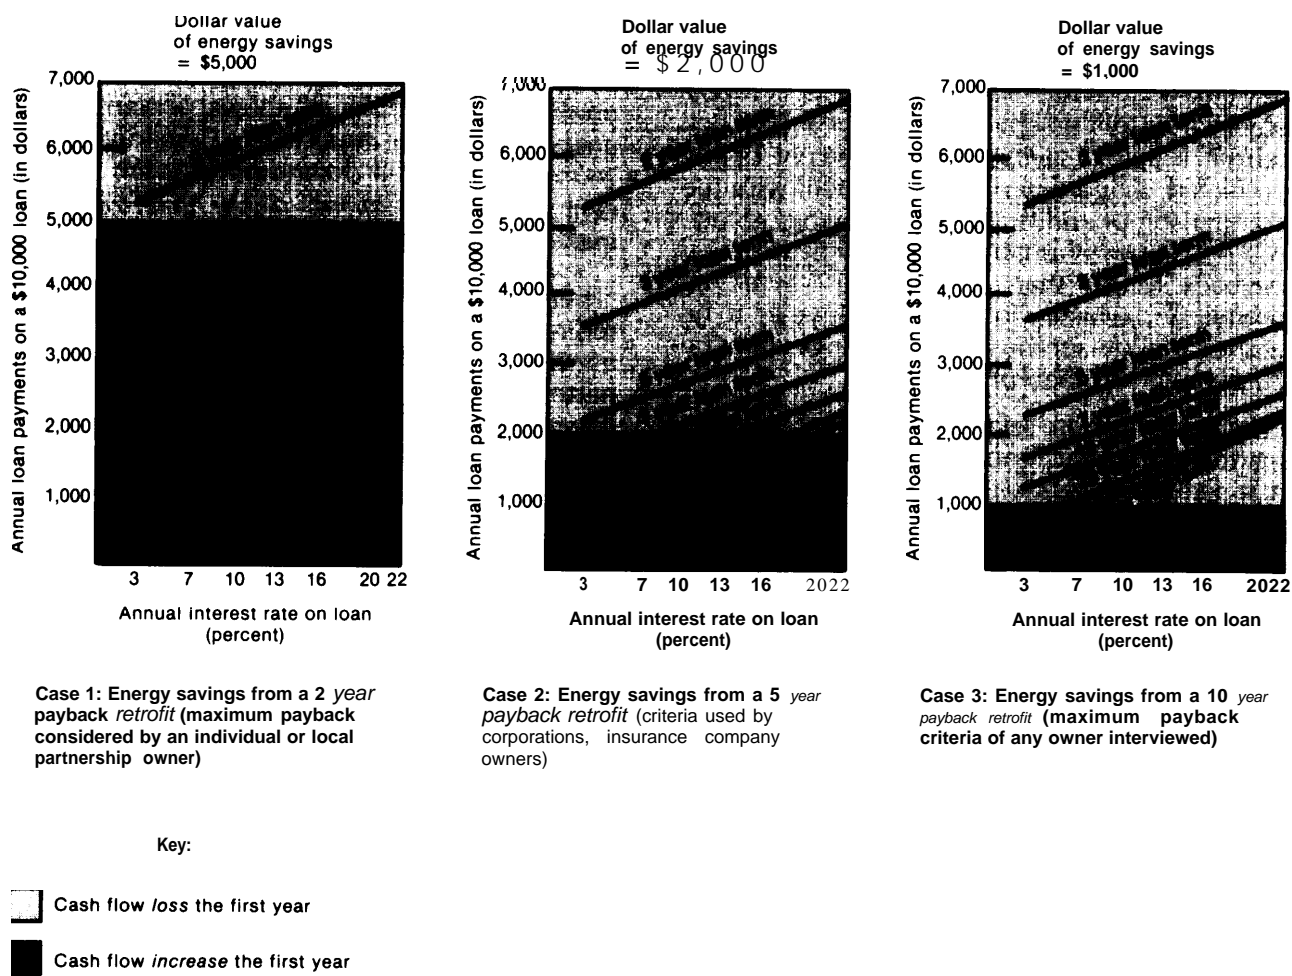 Dollar value
of energy savings
= $5,000
7,000
6,000
5,000
4,000
3,000
2,000
1,000
Annual loan payments on a $10,000 loan (in dollars)
3 7 10 13 16 20 22
Annual interest rate on loan
(percent)
Case 1: Energy savings from a 2 year
payback retrofit (maximum payback
considered by an individual or local
partnership owner)
Dollar value
of energy savings
= $2,000
7,000
6,000
5,000
4,000
3,000
2,000
1,000
Annual loan payments on a $10,000 loan (in dollars)
3 7 10 13 16 2022
Annual interest rate on loan
(percent)
Case 2: Energy savings from a 5 year
payback retrofit (criteria used by
corporations, insurance company
owners)
Dollar value
of energy savings
= $1,000
7,000
6,000
5,000
4,000
3,000
2,000
1,000
Annual loan payments on a $10,000 loan (in dollars)
3 7 10 13 16 2022
Annual interest rate on loan
(percent)
Case 3: Energy savings from a 10 year
payback retrofit (maximum payback
criteria of any owner interviewed)
Key:
Cash flow loss the first year
Cash flow increase the first year